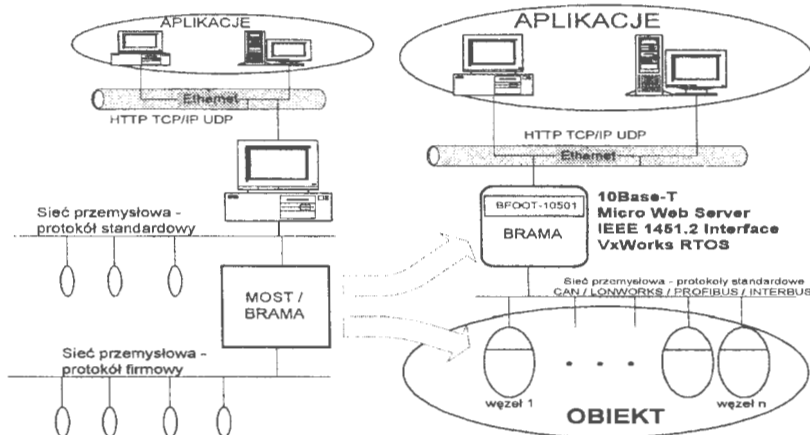 APLIKACJE
Ethernet
HTTP TCP/IP UDP
Sieć przemysłowa -
protokół standardowy
MOST /
BRAMA
Sieć przemysłowa -
protokół firmowy
APLIKACJE
HTTP TCP/IP UDP
Ethernet
BFOOT-10501
BRAMA
10Base-T
Micro Web Server
IEEE 1451.2 Interface
VxWorks RTOS
Sieć przemysłowa - protokoły standardowe
CAN / LONWORKS / PROFIBUS / INTERBUS
węzeł 1
węzeł n
OBIEKT